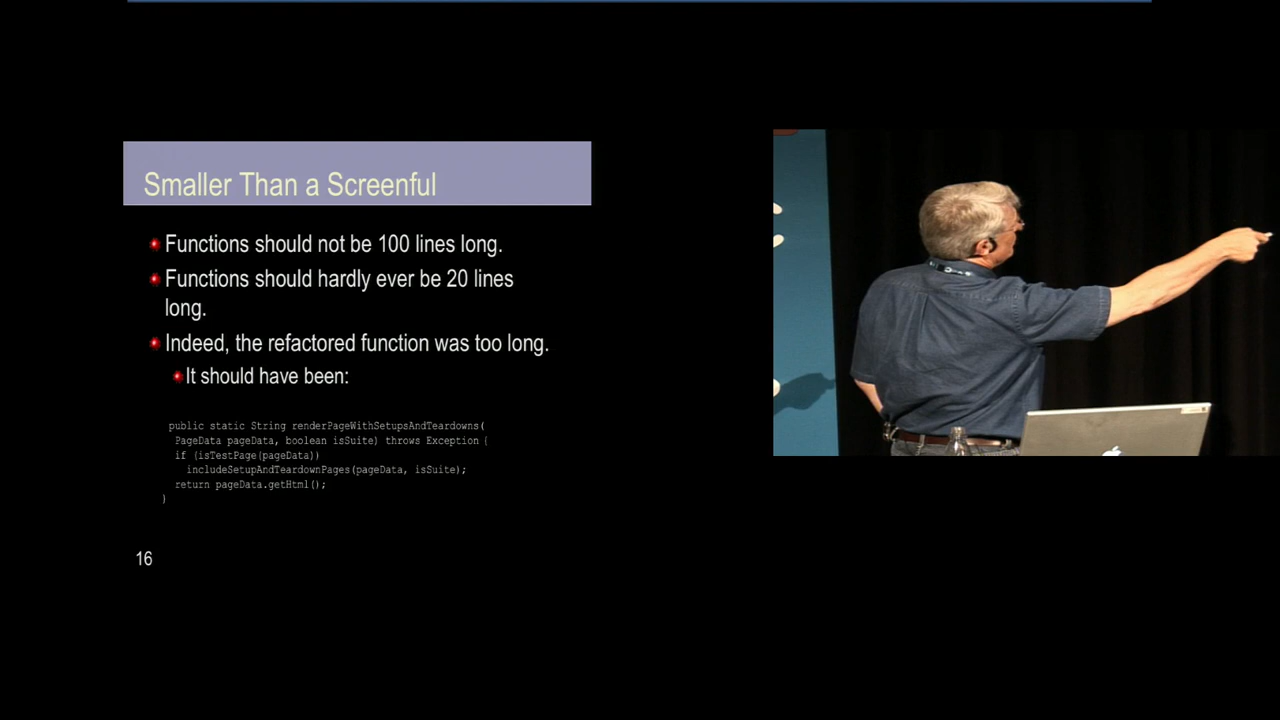 Smaller Than a Screenful
Functions should not be 100 lines long.
Functions should hardly ever be 20 lines
long.
Indeed, the refactored function was too long.
It should have been:
public static String renderPageWithSetupsAndTeardowns(
PageData pageData, boolean isSuite) throws Exception {
if (isTestPage(pageData))
includeSetupAndTeardownPages(pageData, isSuite);
return pageData.getHtml();
}
16